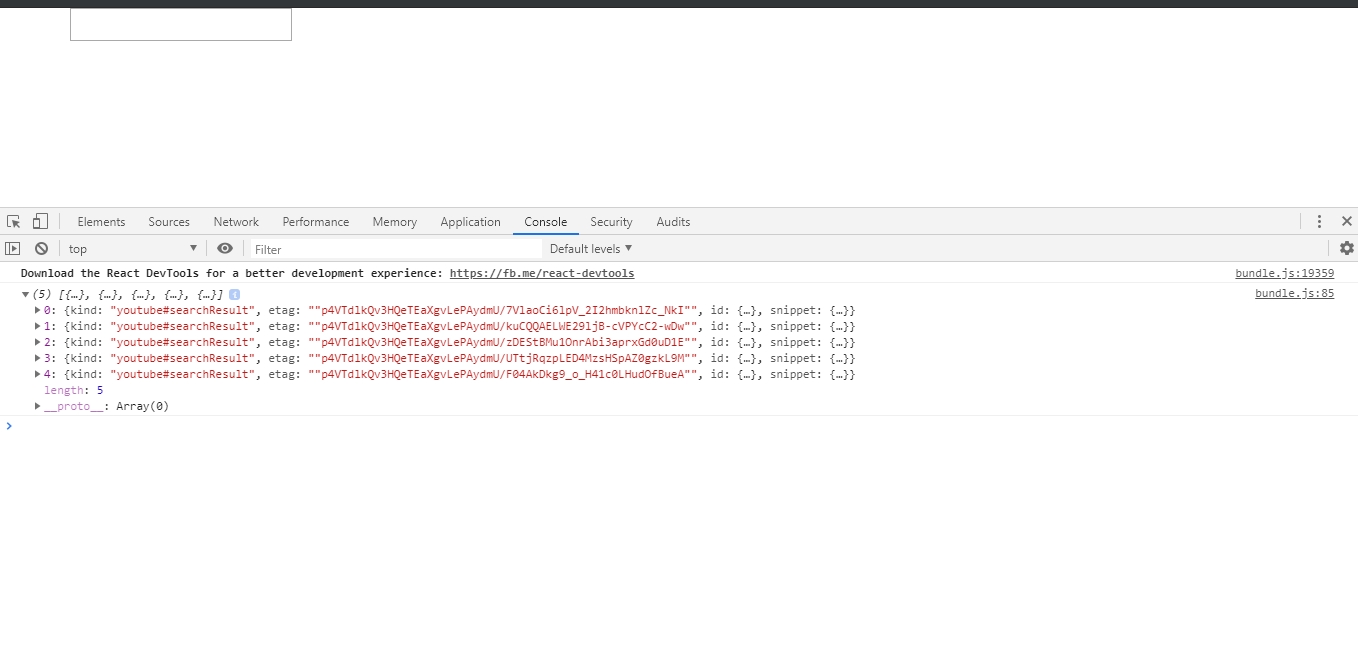 Elements Sources Network Performance Memory Application Console Security Audits
top Filter Default levels
Download the React DevTools for a better development experience: https://fb.me/react-devtools bundle.js:19359
(5) [{…}, {…}, {…}, {…}, {…}] i bundle.js:85
0: {kind: "youtube#searchResult", etag: ""p4VTdlkQv3HQeTEaXgvLePAydmU/7VlaoCi6lpV_2I2hmbknlZc_NkI"", id: {…}, snippet: {…}}
1: {kind: "youtube#searchResult", etag: ""p4VTdlkQv3HQeTEaXgvLePAydmU/kuCQQAELWE29ljB-cVPYcC2-wDw"", id: {…}, snippet: {…}}
2: {kind: "youtube#searchResult", etag: ""p4VTdlkQv3HQeTEaXgvLePAydmU/zDEStBMu1OnrAbi3aprxGd0uD1E"", id: {…}, snippet: {…}}
3: {kind: "youtube#searchResult", etag: ""p4VTdlkQv3HQeTEaXgvLePAydmU/UTtjRqzpLED4MzsHSpAZ0gzkL9M"", id: {…}, snippet: {…}}
4: {kind: "youtube#searchResult", etag: ""p4VTdlkQv3HQeTEaXgvLePAydmU/F04AkDkg9_o_H41c0LHudOfBueA"", id: {…}, snippet: {…}}
length: 5
__proto__: Array(0)